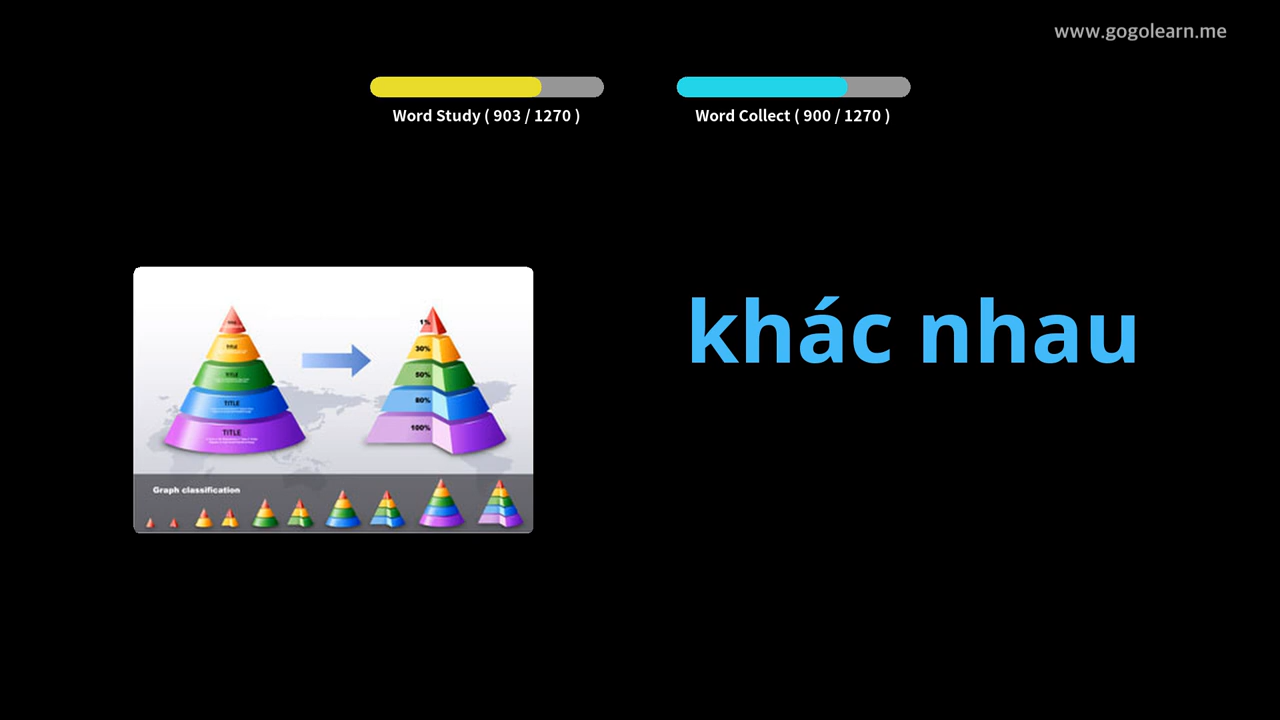 www.gogolearn.me
Word Study ( 903 / 1270 )
Word Collect ( 900 / 1270 )
khác nhau
TITLE
TITLE
TITLE
TITLE
1%
30%
50%
80%
100%
Graph classification